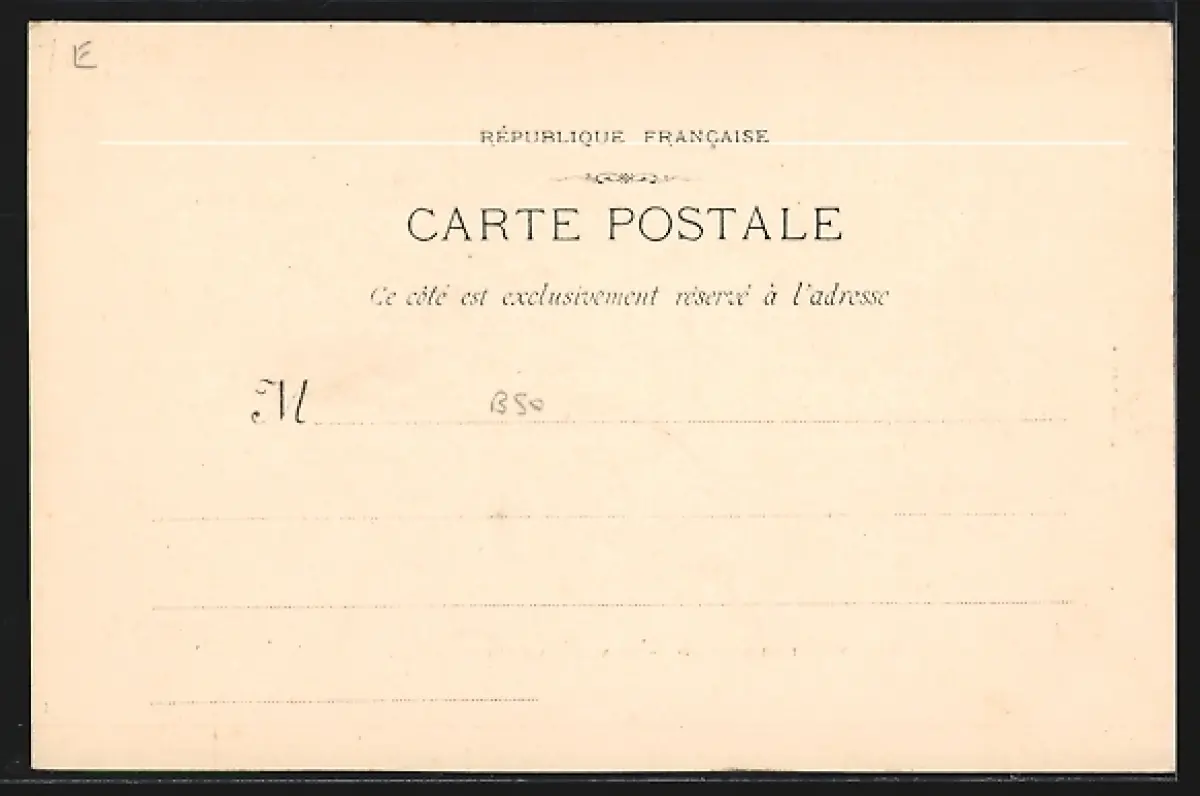 E
RÉPUBLIQUE FRANÇAISE
CARTE POSTALE
Ce côté est exclusivement réservé à l'adresse
M
B50